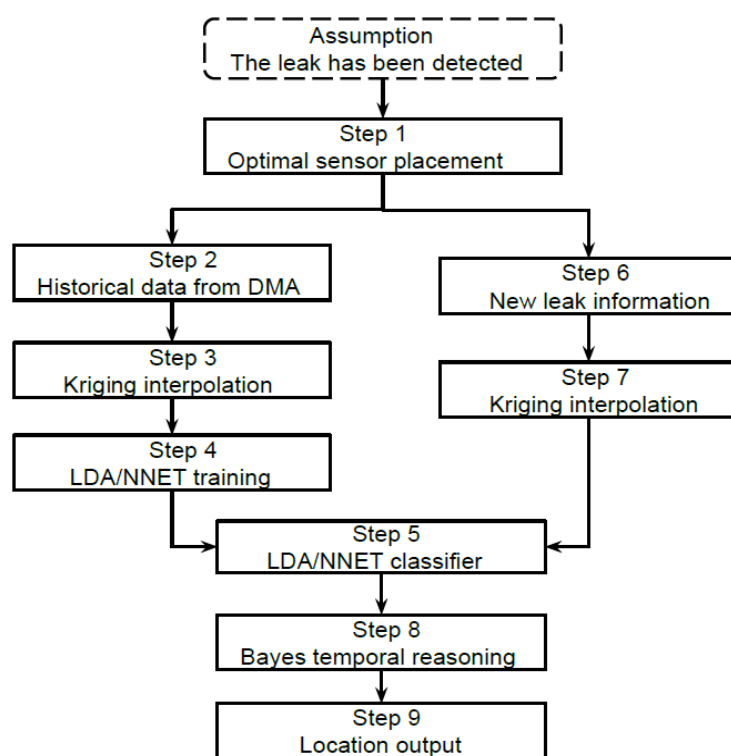 Assumption
The leak has been detected
Step 1
Optimal sensor placement
Step 2
Historical data from DMA
Step 3
Kriging interpolation
Step 4
LDA/NNET training
Step 6
New leak information
Step 7
Kriging interpolation
Step 5
LDA/NNET classifier
Step 8
Bayes temporal reasoning
Step 9
Location output